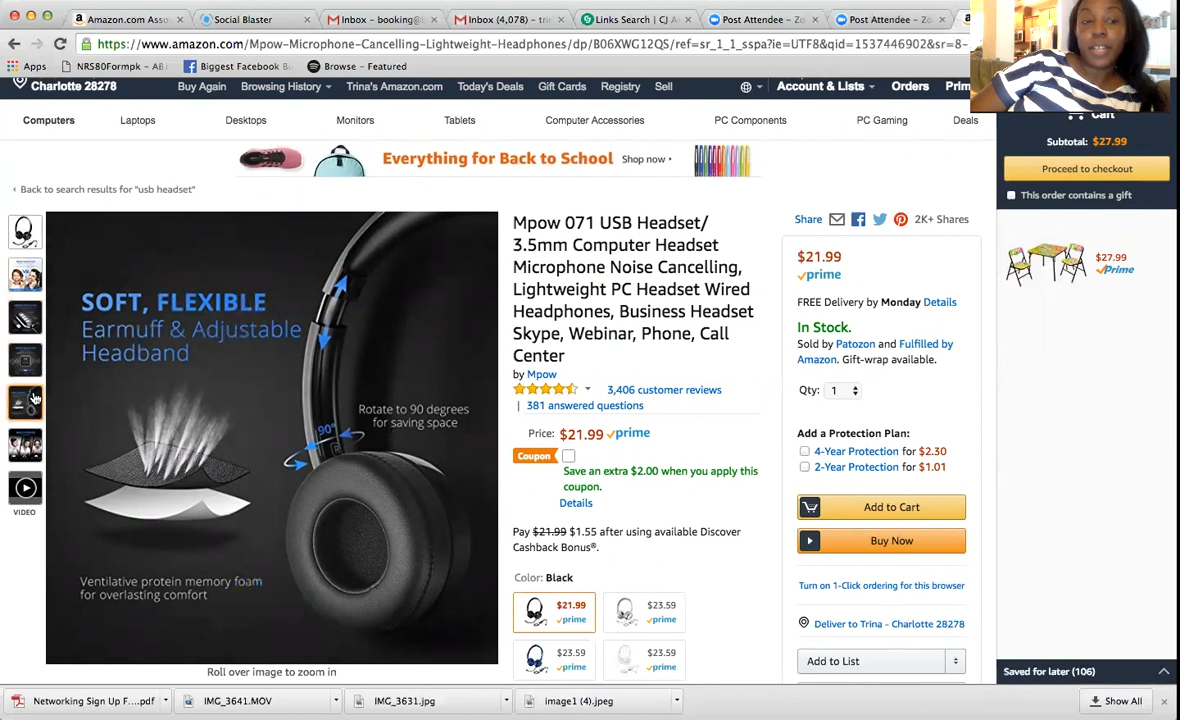 Amazon.com Asso
Social Blaster
Inbox - booking@b
Inbox (4,078) - tri
Links Search | CJ A
Post Attendee - Zo
Post Attendee - Zo
https://www.amazon.com/Mpow-Microphone-Cancelling-Lightweight-Headphones/dp/B06XWG12QS/ref=sr_1_1_sspa?ie=UTF8&qid=1537446902&sr=8-
Apps
NRS80Formpk - AB
Biggest Facebook Bu
Browse - Featured
Charlotte 28278
Buy Again
Browsing History
Trina's Amazon.com
Today's Deals
Gift Cards
Registry
Sell
Account & Lists
Orders
Prim
Cart
Computers
Laptops
Desktops
Monitors
Tablets
Computer Accessories
PC Components
PC Gaming
Deals
Subtotal: $27.99
Proceed to checkout
This order contains a gift
Everything for Back to School
Shop now
‹ Back to search results for "usb headset"
SOFT, FLEXIBLE
Earmuff & Adjustable
Headband
Rotate to 90 degrees
for saving space
90°
Ventilative protein memory foam
for overlasting comfort
VIDEO
Roll over image to zoom in
Mpow 071 USB Headset/
3.5mm Computer Headset
Microphone Noise Cancelling,
Lightweight PC Headset Wired
Headphones, Business Headset
Skype, Webinar, Phone, Call
Center
by Mpow
3,406 customer reviews
| 381 answered questions
Price: $21.99 prime
Coupon
Save an extra $2.00 when you apply this
coupon.
Details
Pay $21.99 $1.55 after using available Discover
Cashback Bonus®.
Color: Black
$21.99
prime
$23.59
prime
$23.59
prime
$23.59
prime
Share
2K+ Shares
$21.99
prime
FREE Delivery by Monday Details
In Stock.
Sold by Patozon and Fulfilled by
Amazon. Gift-wrap available.
Qty: 1
Add a Protection Plan:
4-Year Protection for $2.30
2-Year Protection for $1.01
Add to Cart
Buy Now
Turn on 1-Click ordering for this browser
Deliver to Trina - Charlotte 28278
Add to List
$27.99
Prime
Saved for later (106)
Networking Sign Up F....pdf
IMG_3641.MOV
IMG_3631.jpg
image1 (4).jpeg
Show All